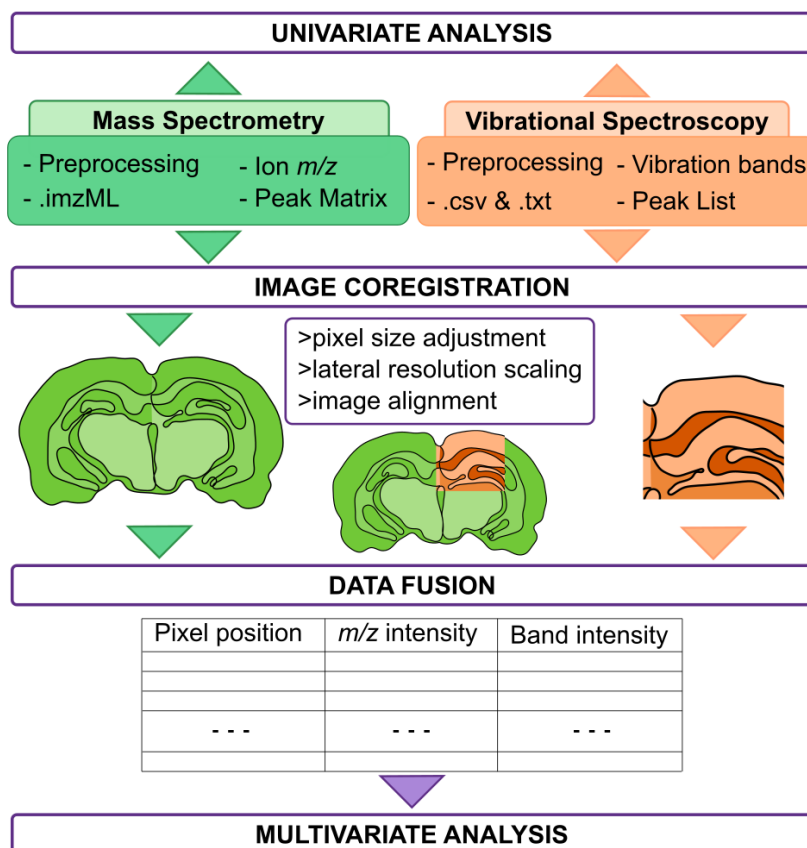 UNIVARIATE ANALYSIS
Mass Spectrometry
- Preprocessing
- Ion m/z
- .imzML
- Peak Matrix
Vibrational Spectroscopy
- Preprocessing
- Vibration bands
- .csv & .txt
- Peak List
IMAGE COREGISTRATION
>pixel size adjustment
>lateral resolution scaling
>image alignment
DATA FUSION
Pixel position m/z intensity Band intensity
- - - - - - - - -
MULTIVARIATE ANALYSIS